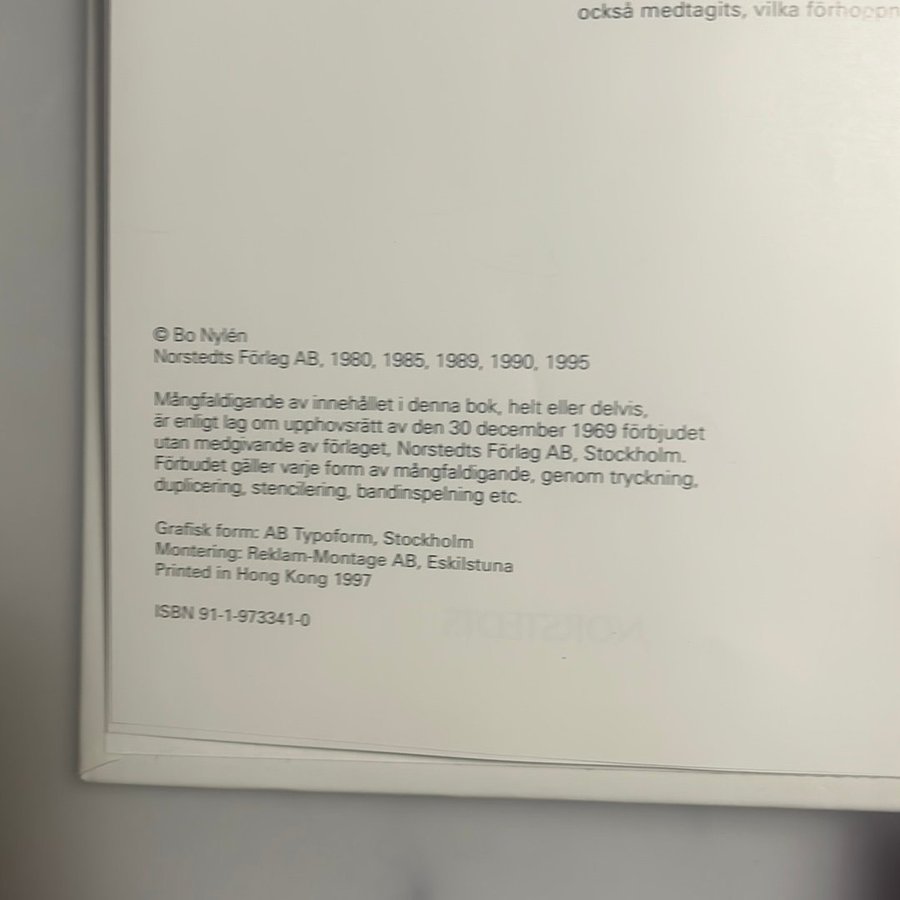 också medtagits, vilka
© Bo Nylén
Norstedts Förlag AB, 1980, 1985, 1989, 1990, 1995
Mångfaldigande av innehållet i denna bok, helt eller delvis,
är enligt lag om upphovsrätt av den 30 december 1969 förbjudet
utan medgivande av förlaget, Norstedts Förlag AB, Stockholm.
Förbudet gäller varje form av mångfaldigande, genom tryckning,
duplicering, stencilering, bandinspelning etc.
Grafisk form: AB Typoform, Stockholm
Montering: Reklam-Montage AB, Eskilstuna
Printed in Hong Kong 1997
ISBN 91-1-973341-0
NORSTEDTS